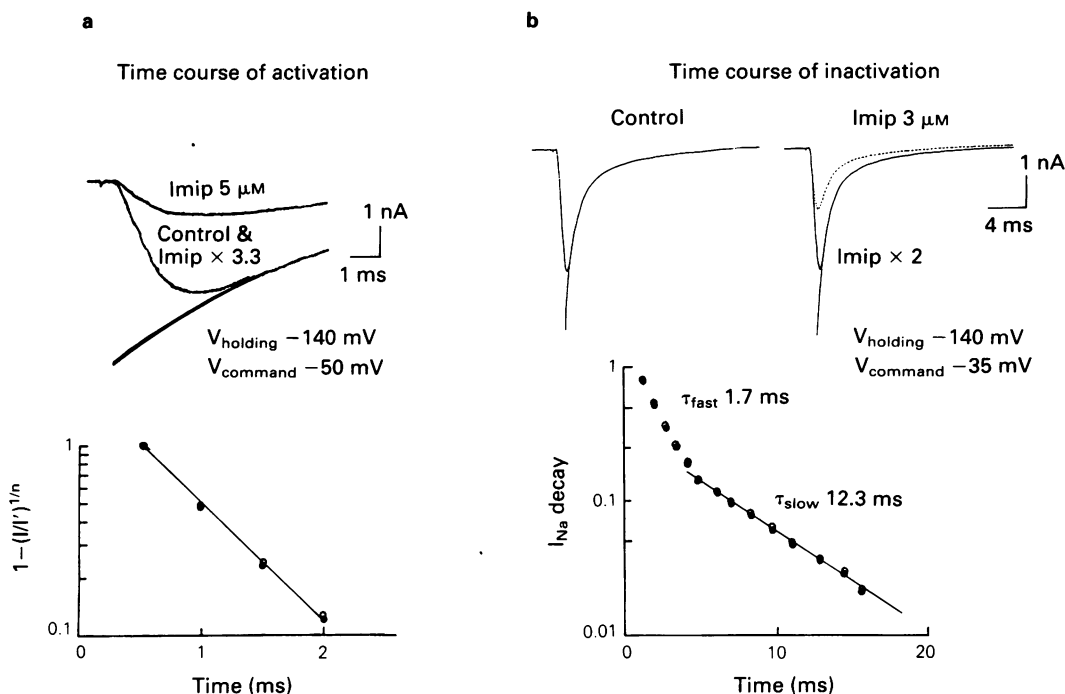 a
Time course of activation
Imip 5 μM
Control &
Imip × 3.3
1 nA
1 ms
V_holding −140 mV
V_command −50 mV
1−(I/I′)^1/n
1
0.1
0
1
2
Time (ms)
b
Time course of inactivation
Control
Imip 3 μM
1 nA
4 ms
Imip × 2
V_holding −140 mV
V_command −35 mV
I_Na decay
1
0.1
0.01
τ_fast 1.7 ms
τ_slow 12.3 ms
0
10
20
Time (ms)